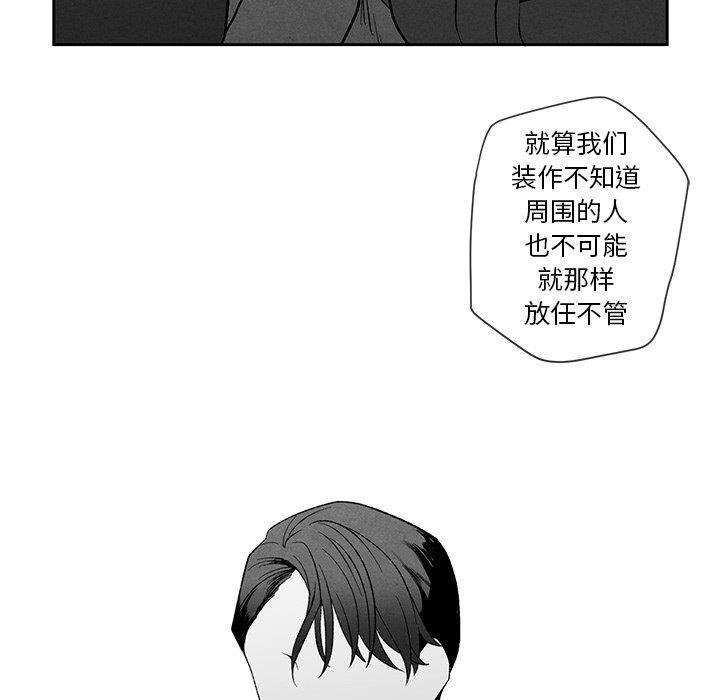 就算我们
装作不知道
周围的人
也不可能
就那样
放任不管